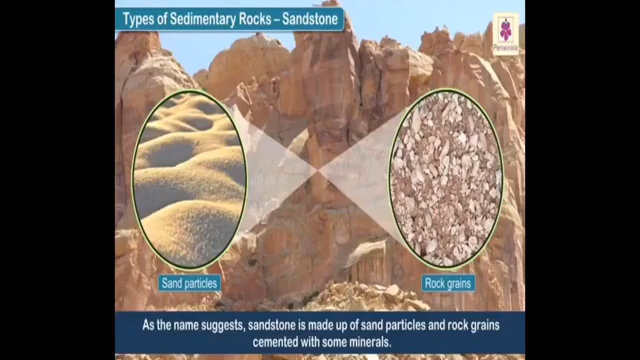 Types of Sedimentary Rocks – Sandstone
Periwinkle
Sand particles
Rock grains
As the name suggests, sandstone is made up of sand particles and rock grains
cemented with some minerals.